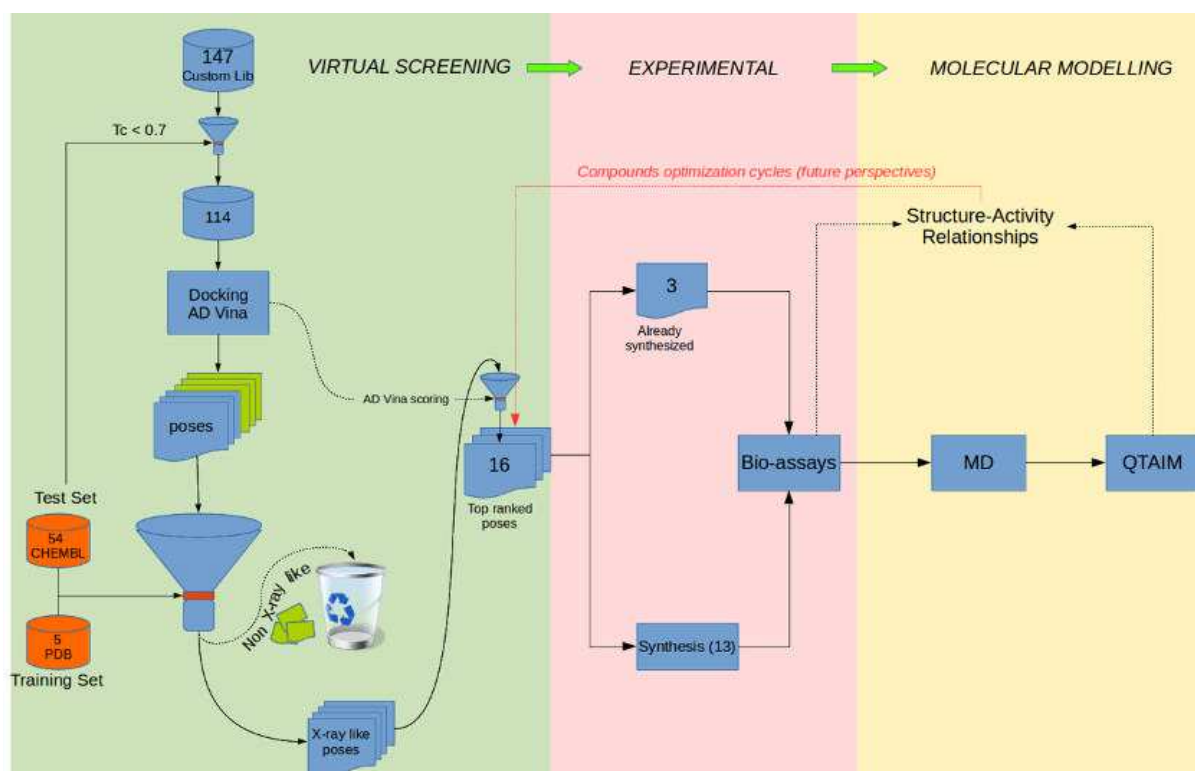 147
Custom Lib
VIRTUAL SCREENING
EXPERIMENTAL
MOLECULAR MODELLING
Tc < 0.7
114
Compounds optimization cycles (future perspectives)
Structure-Activity
Relationships
Docking
AD Vina
3
Already
synthesized
AD Vina scoring
poses
16
Top ranked
poses
Bio-assays
MD
QTAIM
Test Set
54
CHEMBL
Non X-ray like
5
PDB
Training Set
Synthesis (13)
X-ray like
poses